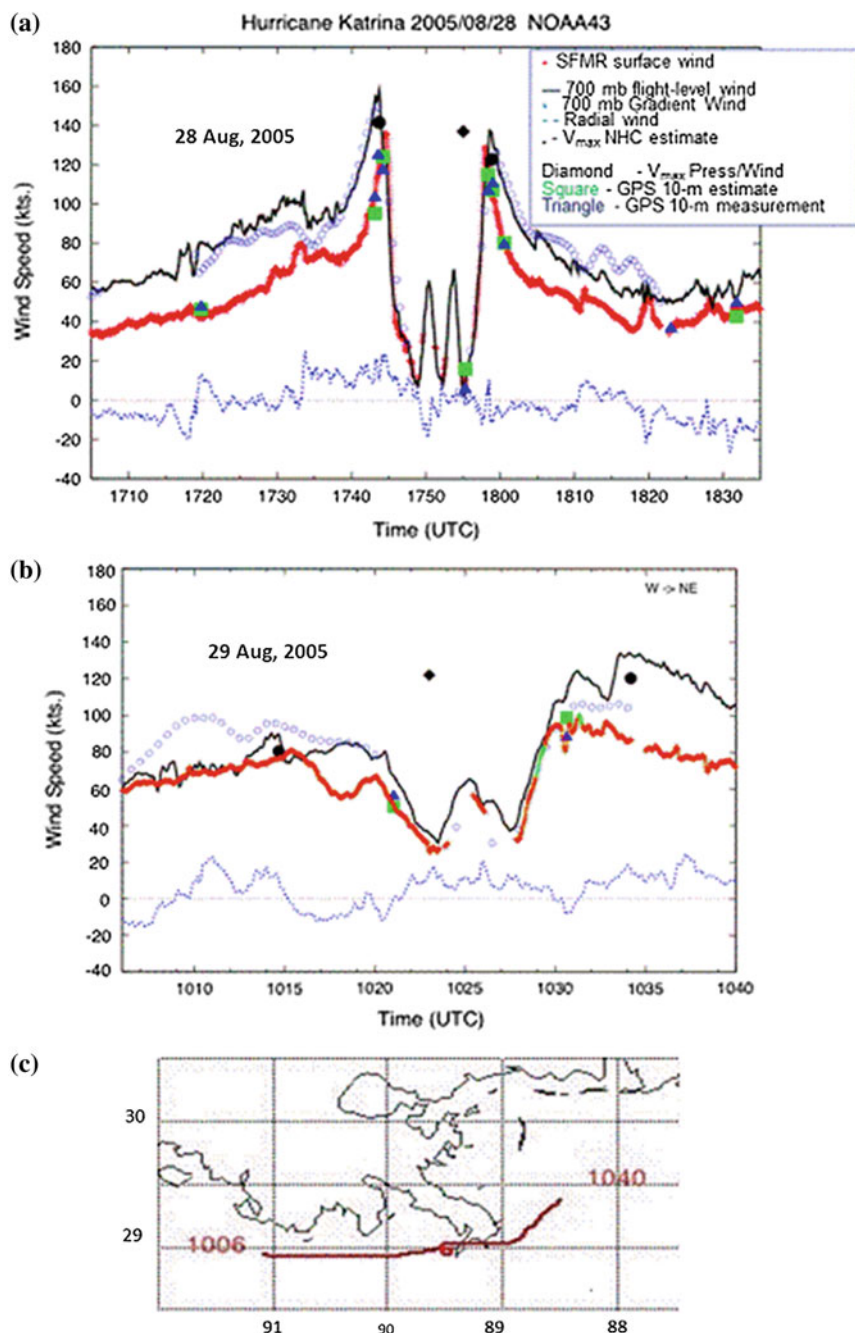 (a)
Hurricane Katrina 2005/08/28 NOAA43
180
160
140
120
100
80
60
40
20
0
-20
-40
Wind Speed (kts.)
28 Aug, 2005
SFMR surface wind
700 mb flight-level wind
700 mb Gradient Wind
Radial wind
- Vmax NHC estimate
Diamond - Vmax Press/Wind
Square - GPS 10-m estimate
Triangle - GPS 10-m measurement
1710 1720 1730 1740 1750 1800 1810 1820 1830
Time (UTC)
(b)
180
160
140
120
100
80
60
40
20
0
-20
-40
Wind Speed (kts.)
W -> NE
29 Aug, 2005
1010 1015 1020 1025 1030 1035 1040
Time (UTC)
(c)
30
29
1006
1040
91 90 89 88